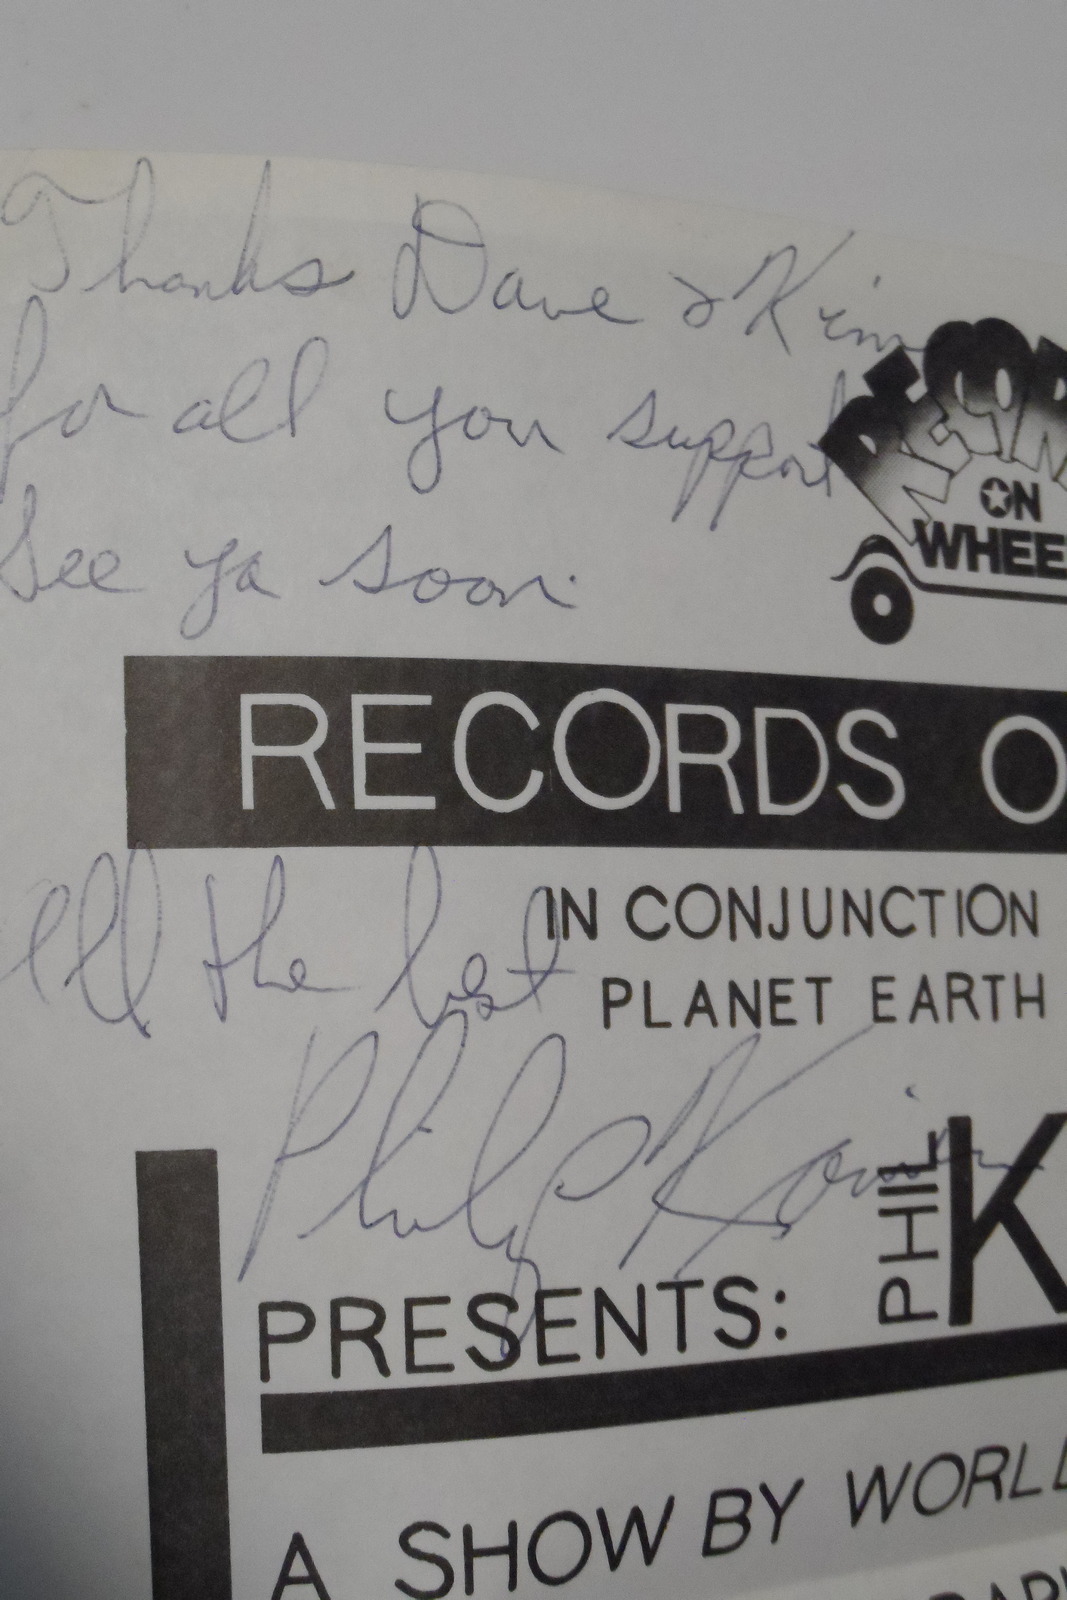 Thanks Dave & Kim
for all you support
See ya soon.
ON
RECORDS O
All the best
IN CONJUNCTION
PLANET EARTH
Philip
PHIL K
PRESENTS:
A SHOW BY WORL